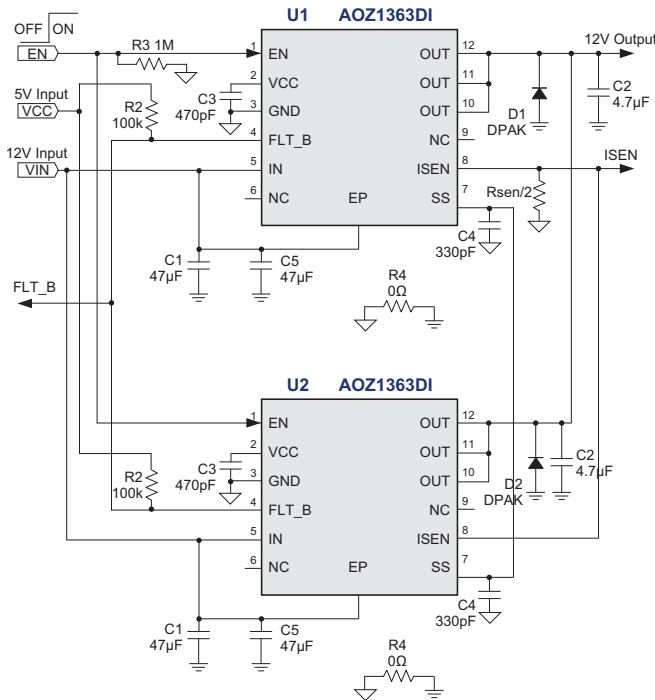 U1 AOZ1363DI
OFF ON
EN
R3 1M
5V Input
VCC
R2
100k
12V Input
VIN
C3
470pF
1 EN
2 VCC
3 GND
4 FLT_B
5 IN
6 NC
EP
OUT 12
OUT 11
OUT 10
NC 9
ISEN 8
SS 7
12V Output
D1
DPAK
C2
4.7µF
ISEN
Rsen/2
C4
330pF
C1
47µF
C5
47µF
R4
0Ω
FLT_B
U2 AOZ1363DI
R2
100k
C3
470pF
1 EN
2 VCC
3 GND
4 FLT_B
5 IN
6 NC
EP
OUT 12
OUT 11
OUT 10
NC 9
ISEN 8
SS 7
D2
DPAK
C2
4.7µF
C4
330pF
C1
47µF
C5
47µF
R4
0Ω